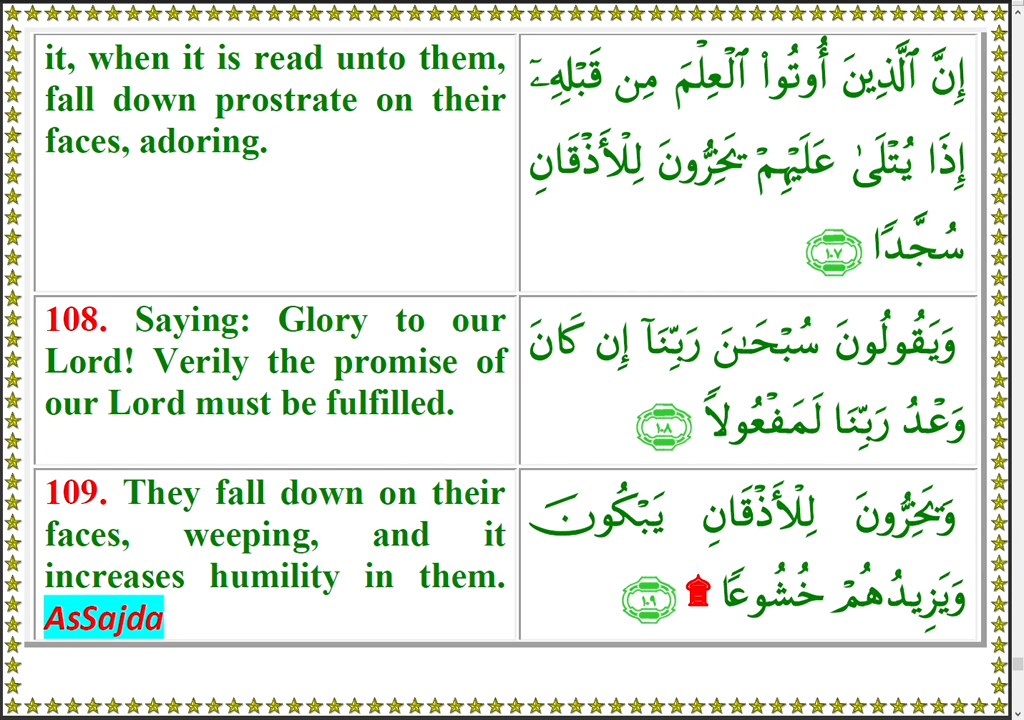 it, when it is read unto them,
fall down prostrate on their
faces, adoring.
إِنَّ ٱلَّذِينَ أُوتُواْ ٱلْعِلْمَ مِن قَبْلِهِۦٓ
إِذَا يُتْلَىٰ عَلَيْهِمْ يَخِرُّونَ لِلْأَذْقَانِ
سُجَّدًا ١٠٧
108. Saying: Glory to our
Lord! Verily the promise of
our Lord must be fulfilled.
وَيَقُولُونَ سُبْحَـٰنَ رَبِّنَآ إِن كَانَ
وَعْدُ رَبِّنَا لَمَفْعُولاً ١٠٨
109. They fall down on their
faces, weeping, and it
increases humility in them.
AsSajda
وَيَخِرُّونَ لِلْأَذْقَانِ يَبْكُونَ
وَيَزِيدُهُمْ خُشُوعًا ۩ ١٠٩